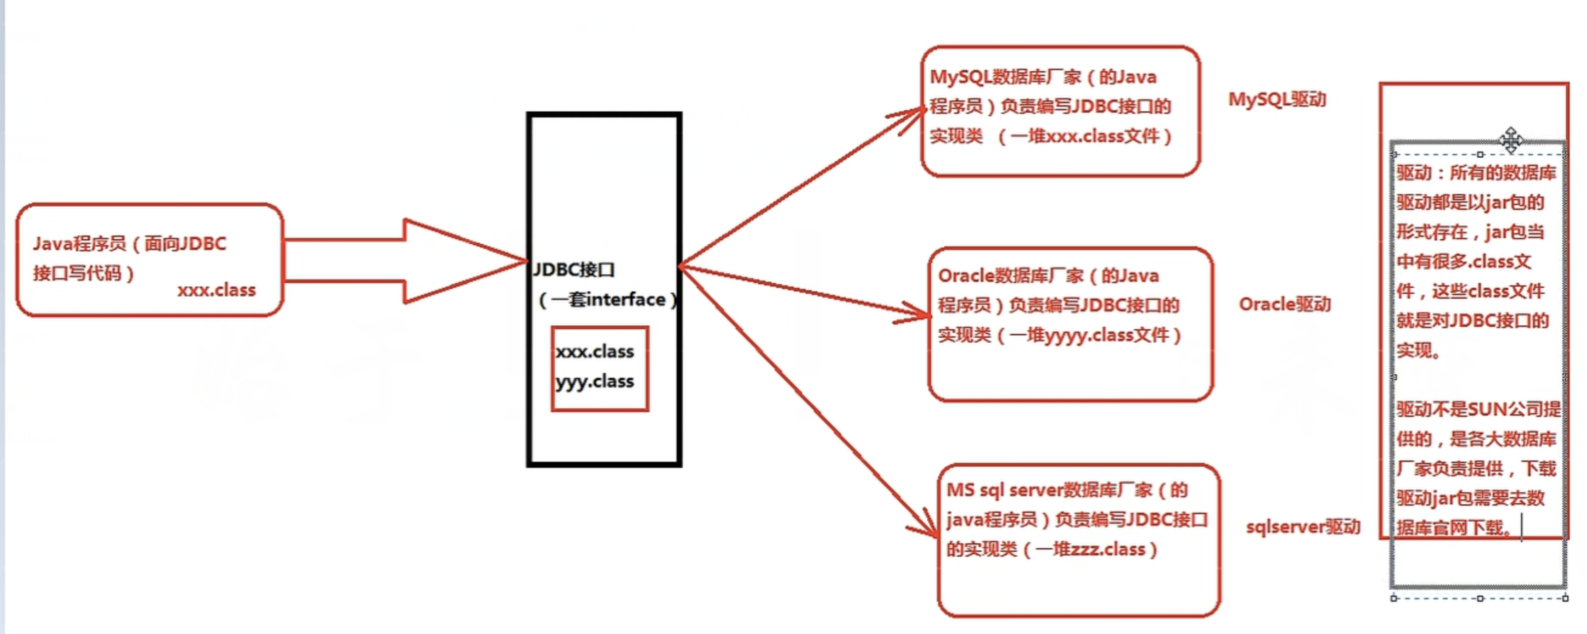 Java程序员（面向JDBC
接口写代码）
xxx.class
JDBC接口
（一套interface）
xxx.class
yyy.class
MySQL数据库厂家（的Java
程序员）负责编写JDBC接口的
实现类 （一堆xxx.class文件）
MySQL驱动
Oracle数据库厂家（的Java
程序员）负责编写JDBC接口的
实现类（一堆yyyy.class文件）
Oracle驱动
MS sql server数据库厂家（的
java程序员）负责编写JDBC接口
的实现类（一堆zzz.class）
sqlserver驱动
驱动：所有的数据库
驱动都是以jar包的
形式存在，jar包当
中有很多.class文
件，这些class文件
就是对JDBC接口的
实现。
驱动不是SUN公司提
供的，是各大数据库
厂家负责提供，下载
驱动jar包需要去数
据库官网下载。